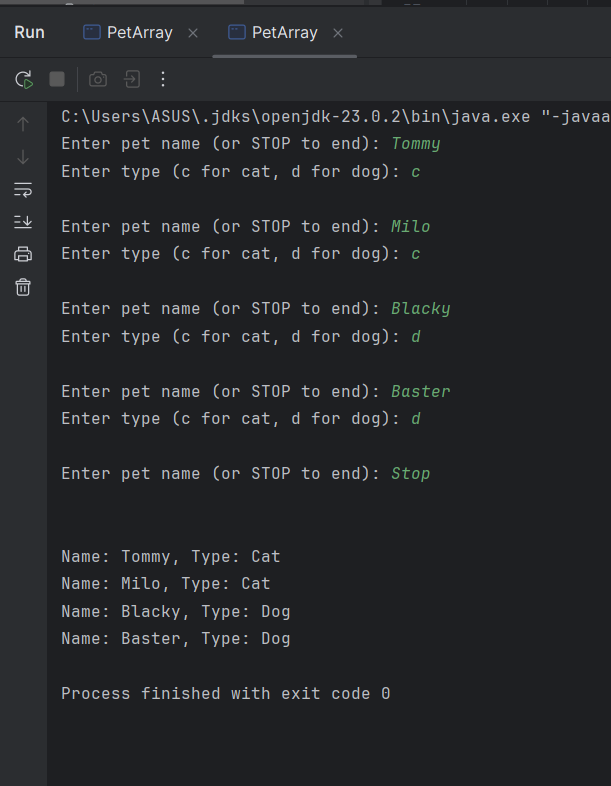 Run PetArray PetArray
C:\Users\ASUS\.jdks\openjdk-23.0.2\bin\java.exe "-javaa
Enter pet name (or STOP to end): Tommy
Enter type (c for cat, d for dog): c
Enter pet name (or STOP to end): Milo
Enter type (c for cat, d for dog): c
Enter pet name (or STOP to end): Blacky
Enter type (c for cat, d for dog): d
Enter pet name (or STOP to end): Baster
Enter type (c for cat, d for dog): d
Enter pet name (or STOP to end): Stop
Name: Tommy, Type: Cat
Name: Milo, Type: Cat
Name: Blacky, Type: Dog
Name: Baster, Type: Dog
Process finished with exit code 0